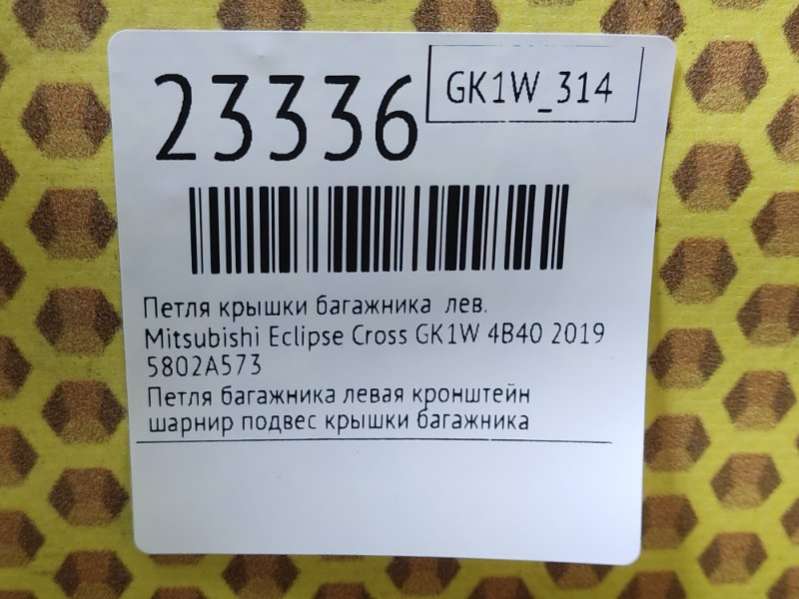 23336
GK1W_314
Петля крышки багажника лев.
Mitsubishi Eclipse Cross GK1W 4B40 2019
5802A573
Петля багажника левая кронштейн
шарнир подвес крышки багажника